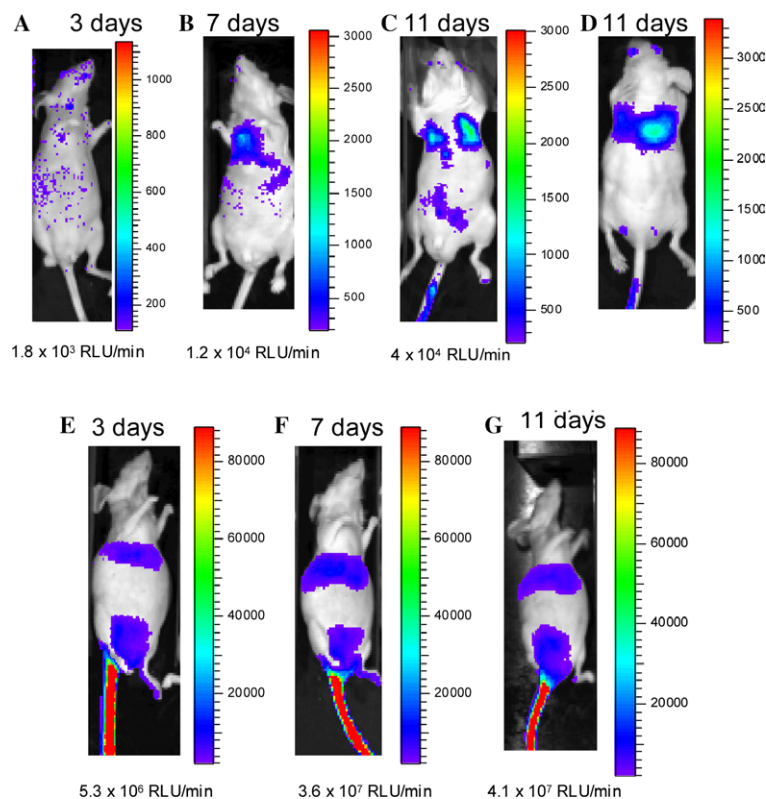 A 3 days
B 7 days
C 11 days
D 11 days
1000
800
600
400
200
3000
2500
2000
1500
1000
500
3000
2500
2000
1500
1000
500
3000
2500
2000
1500
1000
500
1.8 x 10³ RLU/min
1.2 x 10⁴ RLU/min
4 x 10⁴ RLU/min
E 3 days
F 7 days
G 11 days
80000
60000
40000
20000
80000
60000
40000
20000
80000
60000
40000
20000
5.3 x 10⁶ RLU/min
3.6 x 10⁷ RLU/min
4.1 x 10⁷ RLU/min